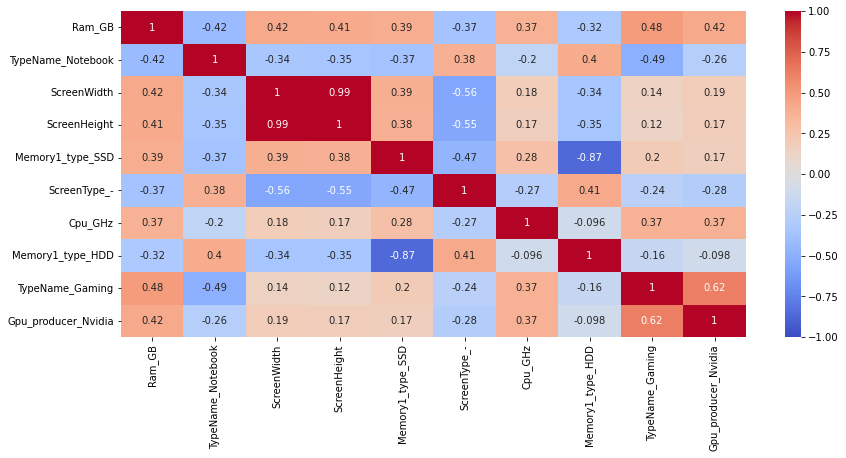 Ram_GB 1 -0.42 0.42 0.41 0.39 -0.37 0.37 -0.32 0.48 0.42
TypeName_Notebook -0.42 1 -0.34 -0.35 -0.37 0.38 -0.2 0.4 -0.49 -0.26
ScreenWidth 0.42 -0.34 1 0.99 0.39 -0.56 0.18 -0.34 0.14 0.19
ScreenHeight 0.41 -0.35 0.99 1 0.38 -0.55 0.17 -0.35 0.12 0.17
Memory1_type_SSD 0.39 -0.37 0.39 0.38 1 -0.47 0.28 -0.87 0.2 0.17
ScreenType_- -0.37 0.38 -0.56 -0.55 -0.47 1 -0.27 0.41 -0.24 -0.28
Cpu_GHz 0.37 -0.2 0.18 0.17 0.28 -0.27 1 -0.096 0.37 0.37
Memory1_type_HDD -0.32 0.4 -0.34 -0.35 -0.87 0.41 -0.096 1 -0.16 -0.098
TypeName_Gaming 0.48 -0.49 0.14 0.12 0.2 -0.24 0.37 -0.16 1 0.62
Gpu_producer_Nvidia 0.42 -0.26 0.19 0.17 0.17 -0.28 0.37 -0.098 0.62 1
Ram_GB
TypeName_Notebook
ScreenWidth
ScreenHeight
Memory1_type_SSD
ScreenType_-
Cpu_GHz
Memory1_type_HDD
TypeName_Gaming
Gpu_producer_Nvidia
1.00
0.75
0.50
0.25
0.00
−0.25
−0.50
−0.75
−1.00